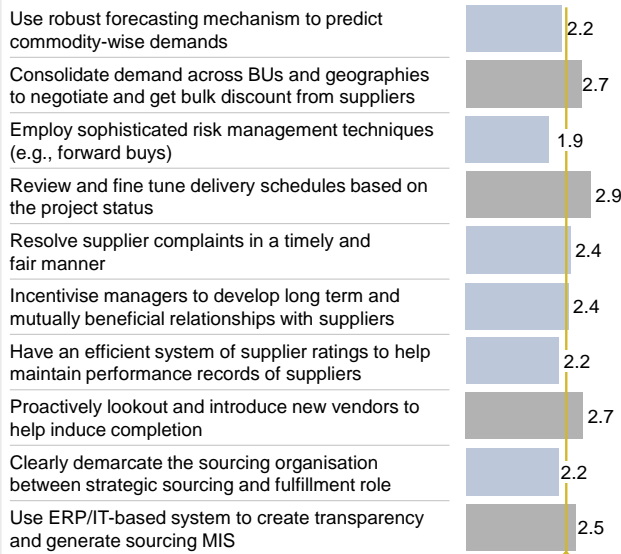 Use robust forecasting mechanism to predict
commodity-wise demands
2.2
Consolidate demand across BUs and geographies
to negotiate and get bulk discount from suppliers
2.7
Employ sophisticated risk management techniques
(e.g., forward buys)
1.9
Review and fine tune delivery schedules based on
the project status
2.9
Resolve supplier complaints in a timely and
fair manner
2.4
Incentivise managers to develop long term and
mutually beneficial relationships with suppliers
2.4
Have an efficient system of supplier ratings to help
maintain performance records of suppliers
2.2
Proactively lookout and introduce new vendors to
help induce completion
2.7
Clearly demarcate the sourcing organisation
between strategic sourcing and fulfillment role
2.2
Use ERP/IT-based system to create transparency
and generate sourcing MIS
2.5